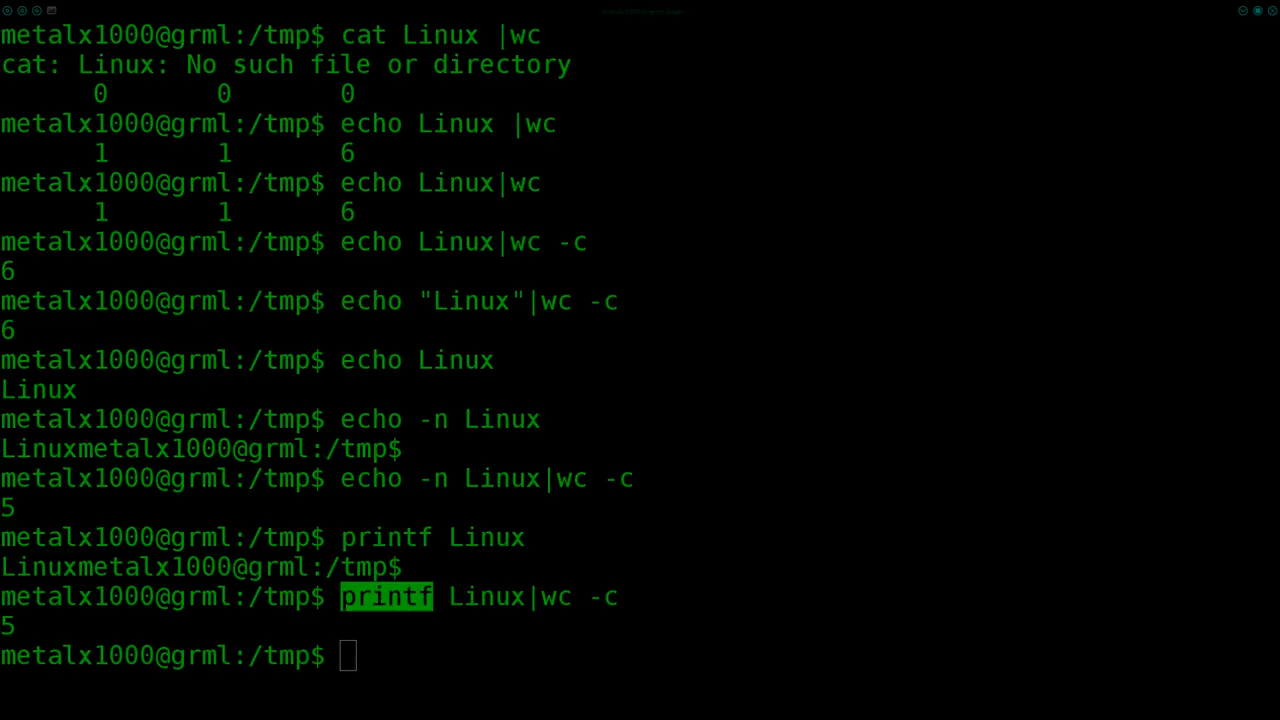 metalx1000@grml:/tmp$ cat Linux |wc
cat: Linux: No such file or directory
      0       0       0
metalx1000@grml:/tmp$ echo Linux |wc
      1       1       6
metalx1000@grml:/tmp$ echo Linux|wc
      1       1       6
metalx1000@grml:/tmp$ echo Linux|wc -c
6
metalx1000@grml:/tmp$ echo "Linux"|wc -c
6
metalx1000@grml:/tmp$ echo Linux
Linux
metalx1000@grml:/tmp$ echo -n Linux
Linuxmetalx1000@grml:/tmp$
metalx1000@grml:/tmp$ echo -n Linux|wc -c
5
metalx1000@grml:/tmp$ printf Linux
Linuxmetalx1000@grml:/tmp$
metalx1000@grml:/tmp$ printf Linux|wc -c
5
metalx1000@grml:/tmp$